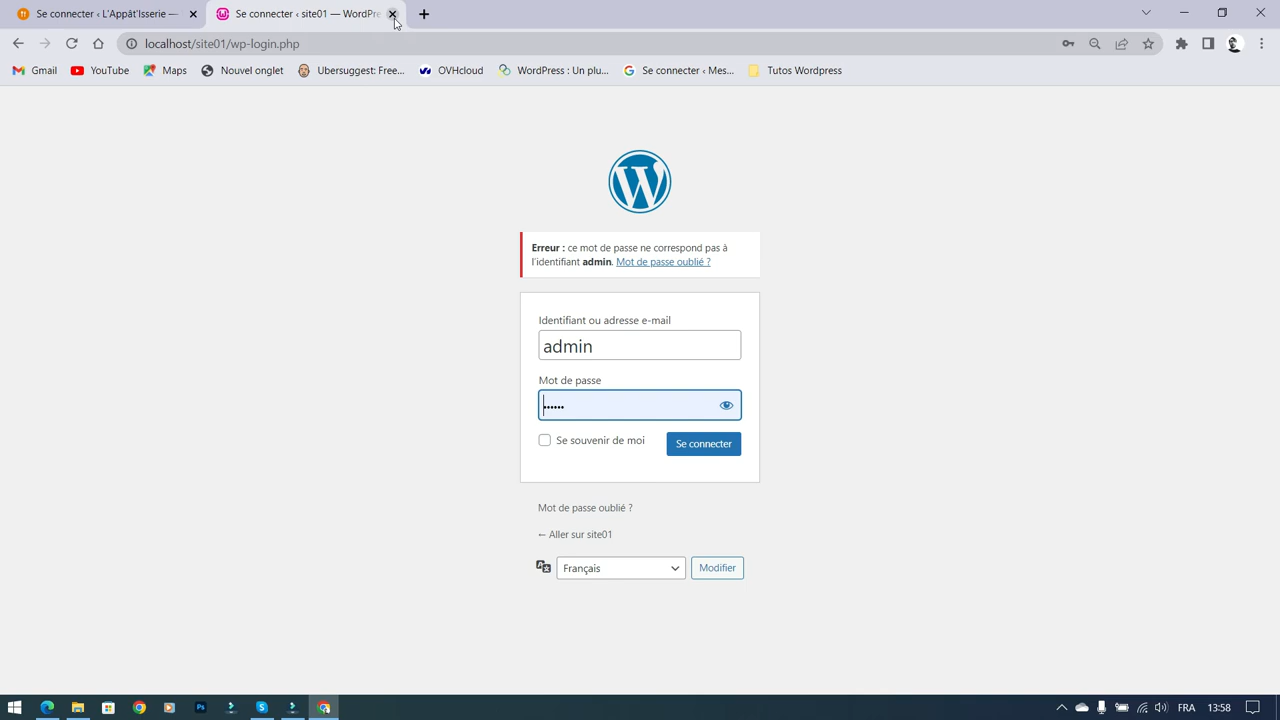 Se connecter ‹ L'Appât'Isserie —
Se connecter ‹ site01 — WordPre
localhost/site01/wp-login.php
Gmail
YouTube
Maps
Nouvel onglet
Ubersuggest: Free...
OVHcloud
WordPress : Un plu...
Se connecter ‹ Mes...
Tutos Wordpress
Erreur : ce mot de passe ne correspond pas à
l'identifiant admin. Mot de passe oublié ?
Identifiant ou adresse e-mail
admin
Mot de passe
••••••
Se souvenir de moi
Se connecter
Mot de passe oublié ?
← Aller sur site01
Français
Modifier
FRA
13:58